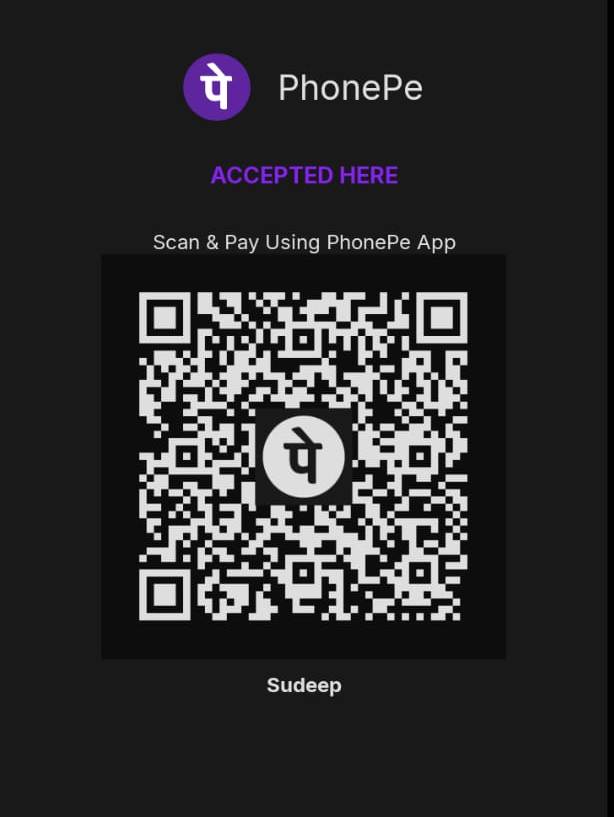 पे PhonePe
ACCEPTED HERE
Scan & Pay Using PhonePe App
पे
Sudeep